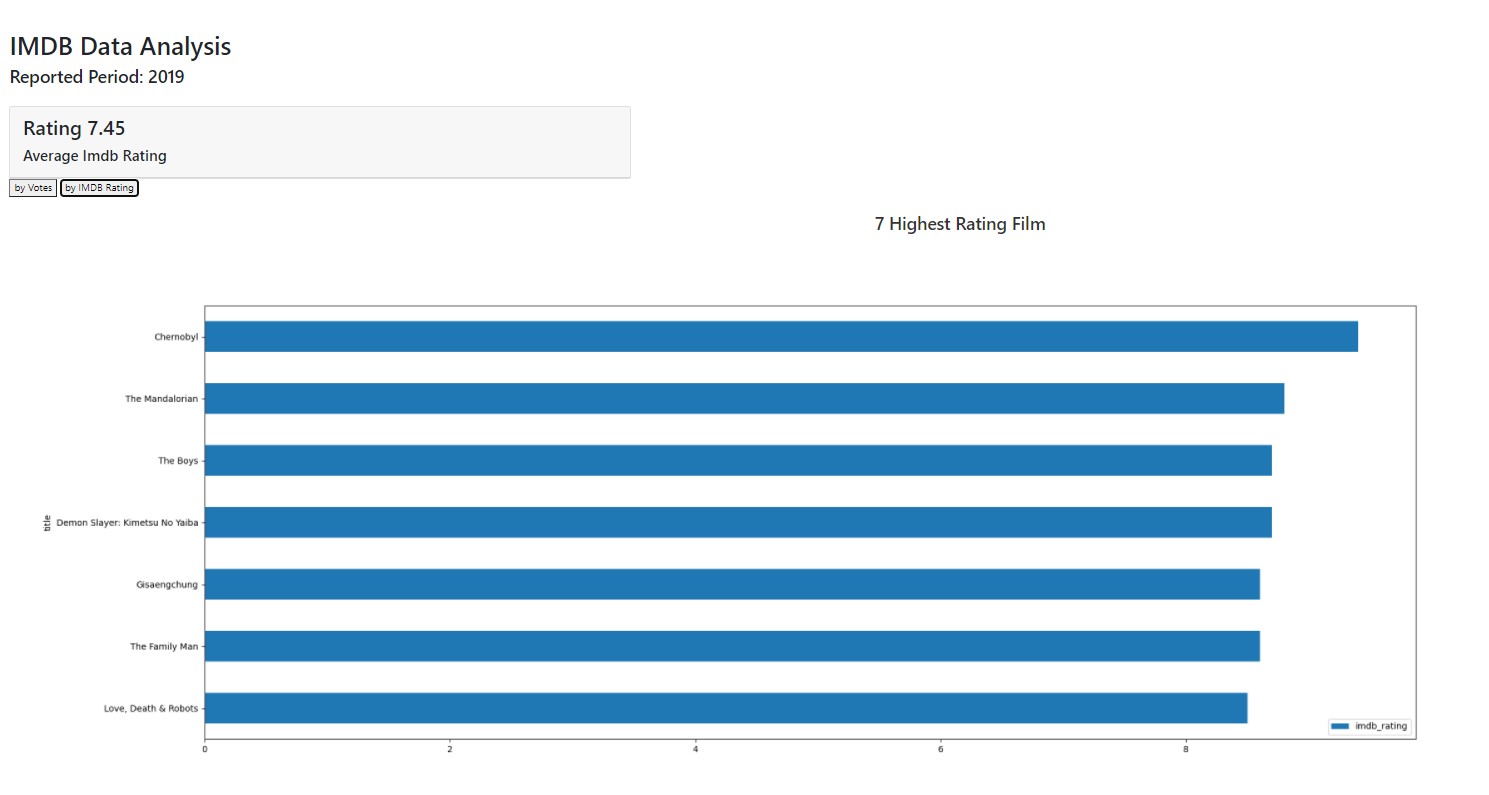 IMDB Data Analysis
Reported Period: 2019
Rating 7.45
Average Imdb Rating
by Votes by IMDB Rating
7 Highest Rating Film
Chernobyl
The Mandalorian
The Boys
title
Demon Slayer: Kimetsu No Yaiba
Gisaengchung
The Family Man
Love, Death & Robots
imdb_rating
0 2 4 6 8